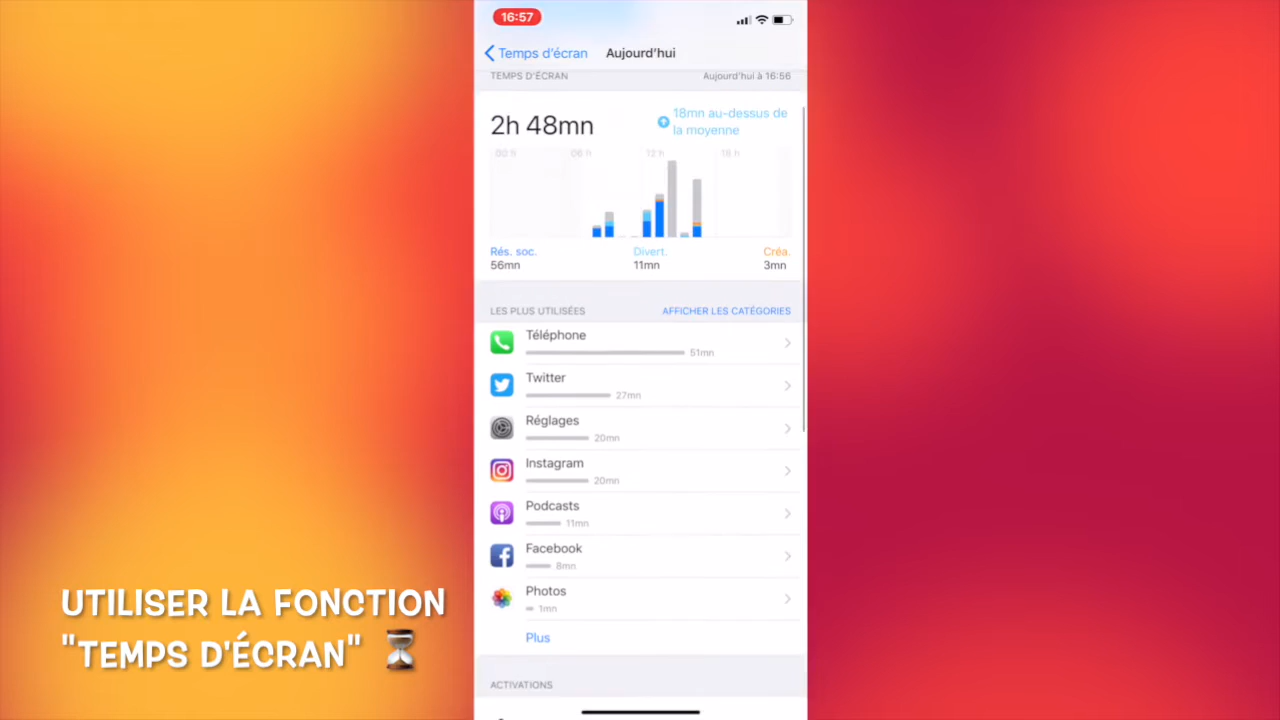 16:57
Temps d'écran
Aujourd'hui
TEMPS D'ÉCRAN
Aujourd'hui à 16:56
2h 48mn
18mn au-dessus de
la moyenne
00 h
06 h
12 h
18 h
Rés. soc.
Divert.
Créa.
56mn
11mn
3mn
LES PLUS UTILISÉES
AFFICHER LES CATÉGORIES
Téléphone
51mn
Twitter
27mn
Réglages
20mn
Instagram
20mn
Podcasts
11mn
Facebook
8mn
Photos
1mn
Plus
ACTIVATIONS
UTILISER LA FONCTION
"TEMPS D'ÉCRAN"